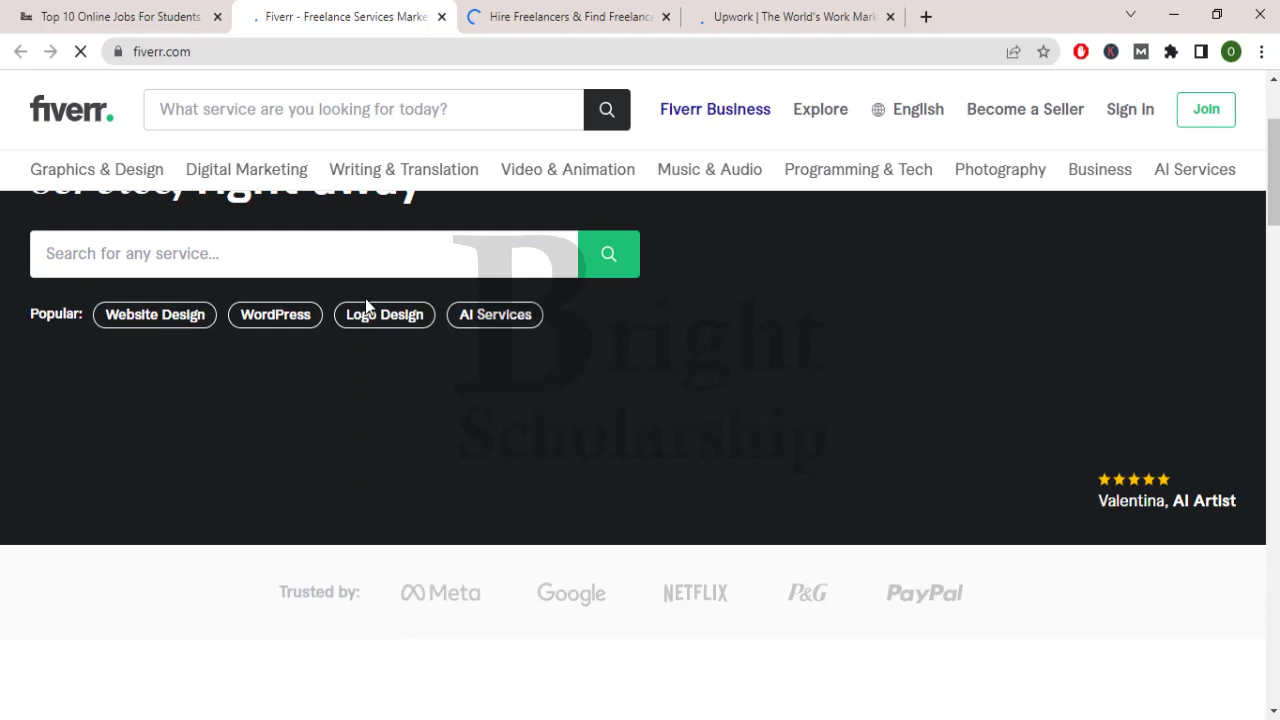 Top 10 Online Jobs For Students
Fiverr - Freelance Services Marke
Hire Freelancers & Find Freelanc
Upwork | The World's Work Mark
fiverr.com
fiverr.
What service are you looking for today?
Fiverr Business
Explore
English
Become a Seller
Sign In
Join
Graphics & Design
Digital Marketing
Writing & Translation
Video & Animation
Music & Audio
Programming & Tech
Photography
Business
AI Services
right away
Search for any service...
Popular:
Website Design
WordPress
Logo Design
AI Services
Bright
Scholarship
Valentina, AI Artist
Trusted by:
Meta
Google
NETFLIX
P&G
PayPal